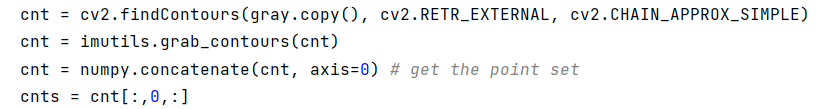 cnt = cv2.findContours(gray.copy(), cv2.RETR_EXTERNAL, cv2.CHAIN_APPROX_SIMPLE)
cnt = imutils.grab_contours(cnt)
cnt = numpy.concatenate(cnt, axis=0) # get the point set
cnts = cnt[:,0,:]